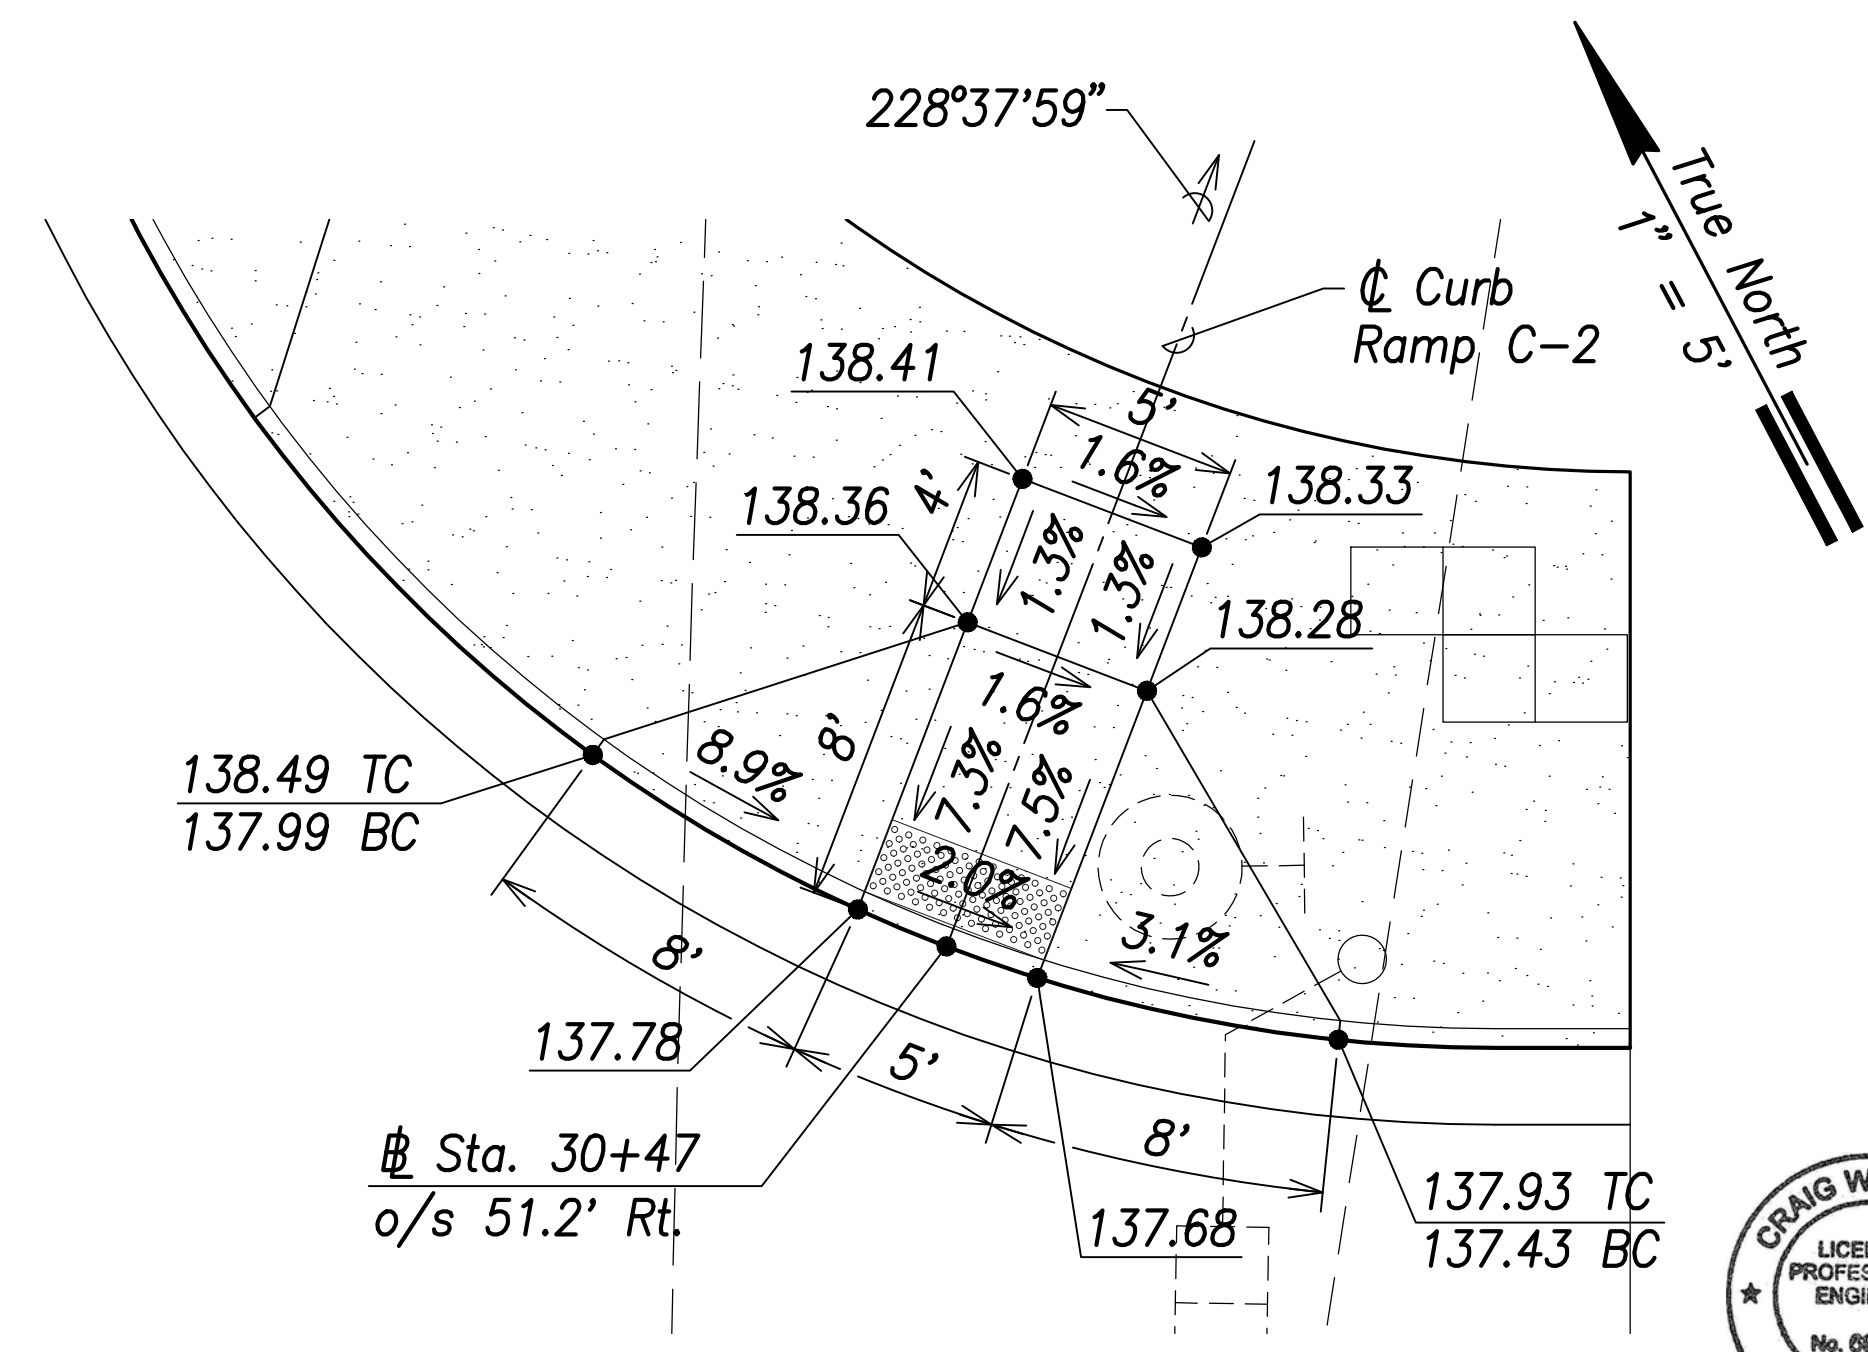 228°37'59"
True North
1" = 5'
℄ Curb
Ramp C-2
138.41
5'
1.6%
138.33
4'
138.36
1.3%
1.3%
138.28
1.6%
8'
8.9%
7.3%
7.5%
138.49 TC
137.99 BC
2.0%
3.1%
8'
137.78
5'
8'
BL Sta. 30+47
o/s 51.2' Rt.
137.68
137.93 TC
137.43 BC
CRAIG
No.